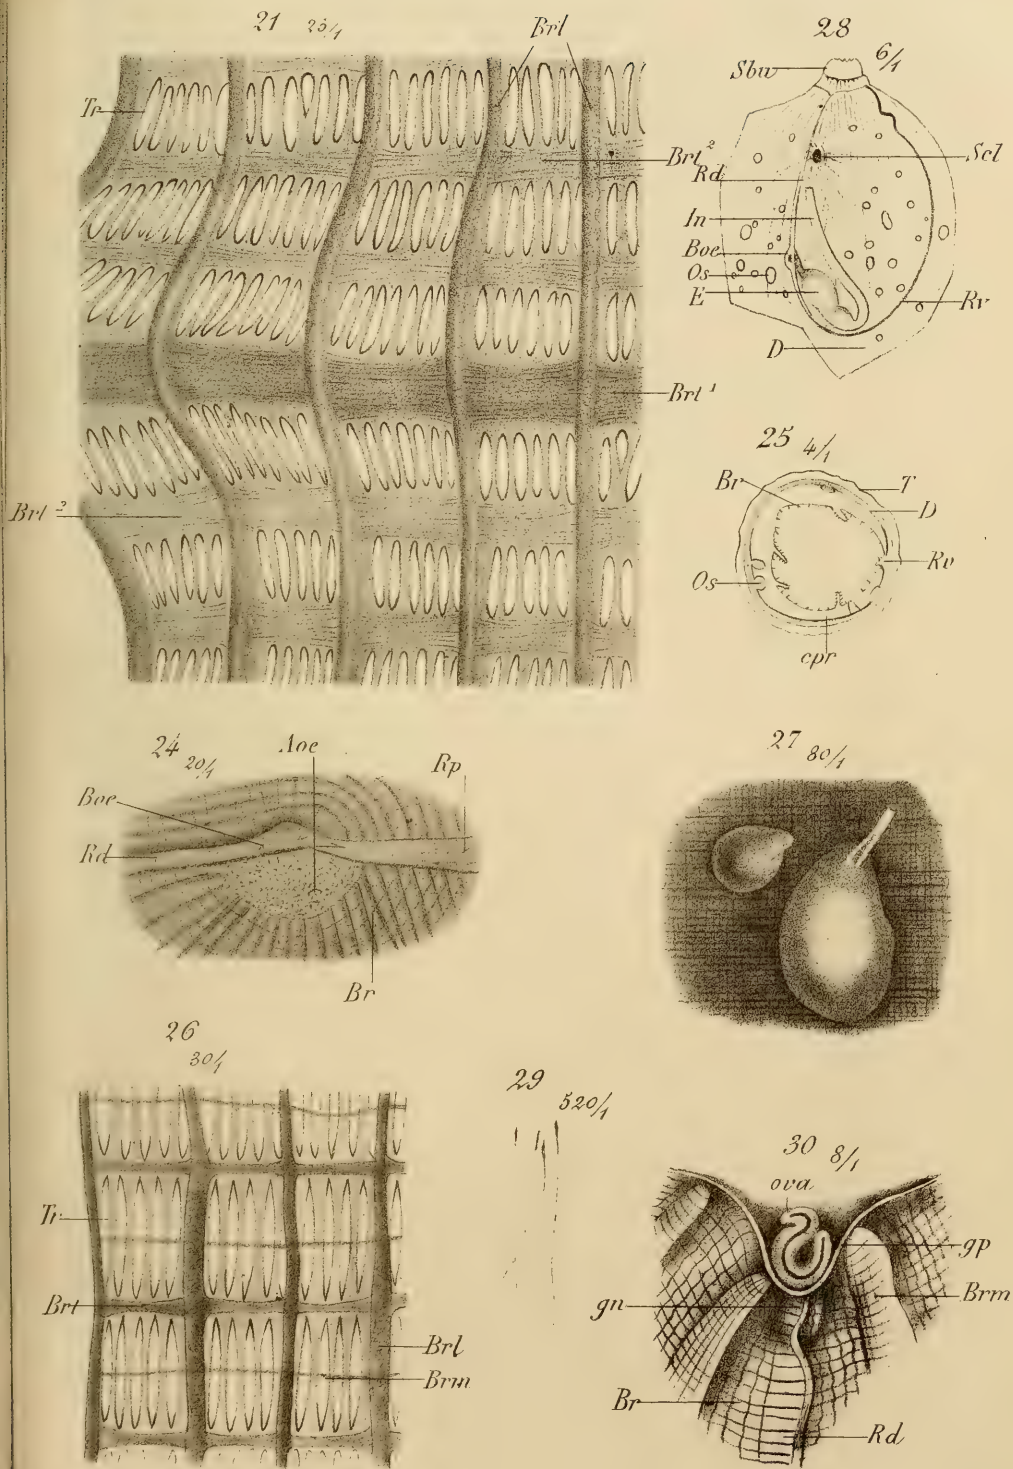 21 25/1
Brl
Tr
Brt²
Brt¹
Brt²
28
6/1
Sbw
Scl
Rd
In
Boe
Os
E
Rv
D
25 4/1
Br
T
D
Rv
Os
cpr
24 20/1
Aoe
Rp
Boe
Rd
Br
27 80/1
26
30/1
Tr
Brt
Brl
Brm
29
520/1
30 8/1
ova
gp
gn
Brm
Br
Rd